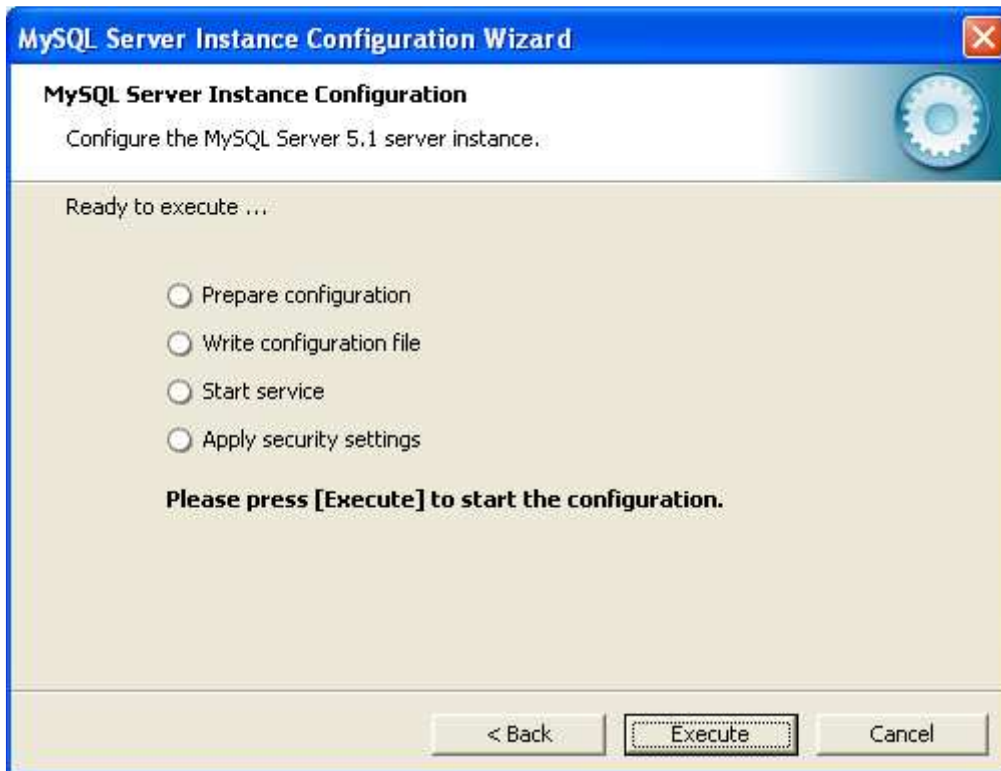 MySQL Server Instance Configuration Wizard
MySQL Server Instance Configuration
Configure the MySQL Server 5.1 server instance.
Ready to execute ...
Prepare configuration
Write configuration file
Start service
Apply security settings
Please press [Execute] to start the configuration.
< Back Execute Cancel